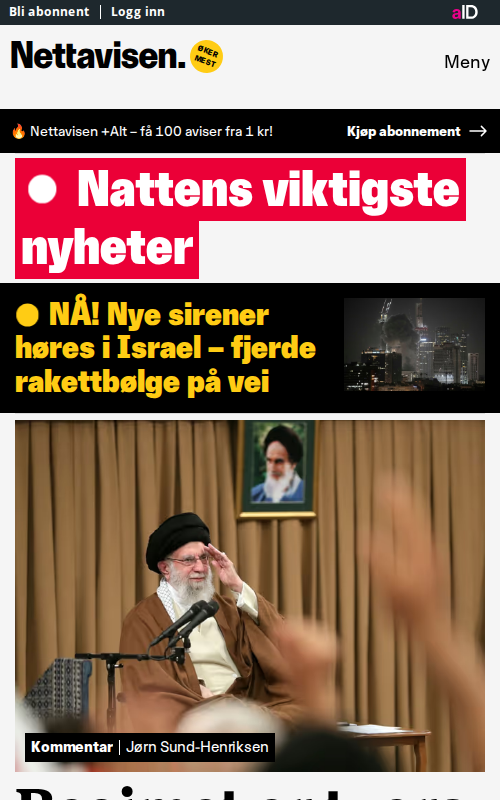 Bli abonnent | Logg inn
aID
Nettavisen.
ØKER
MEST
Meny
🔥 Nettavisen +Alt – få 100 aviser fra 1 kr!
Kjøp abonnement →
Nattens viktigste
nyheter
NÅ! Nye sirener
høres i Israel – fjerde
rakettbølge på vei
Kommentar | Jørn Sund-Henriksen